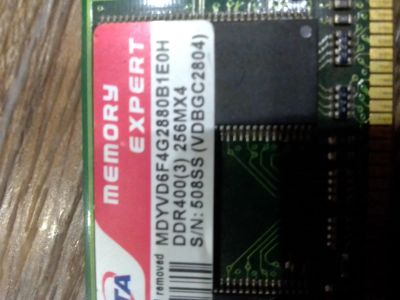 MEMORY
EXPERT
removed
MDYVD6F4G2880B1E0H
DDR400(3) 256MX4
S/N: 508SS (VDBGC2804)